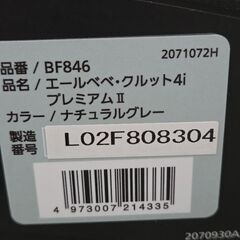 2071072H
品番 / BF846
品名 / エールベベ・クルット4i
プレミアムⅡ
カラー / ナチュラルグレー
製造 L02F808304
4 973007 214335
2070930A